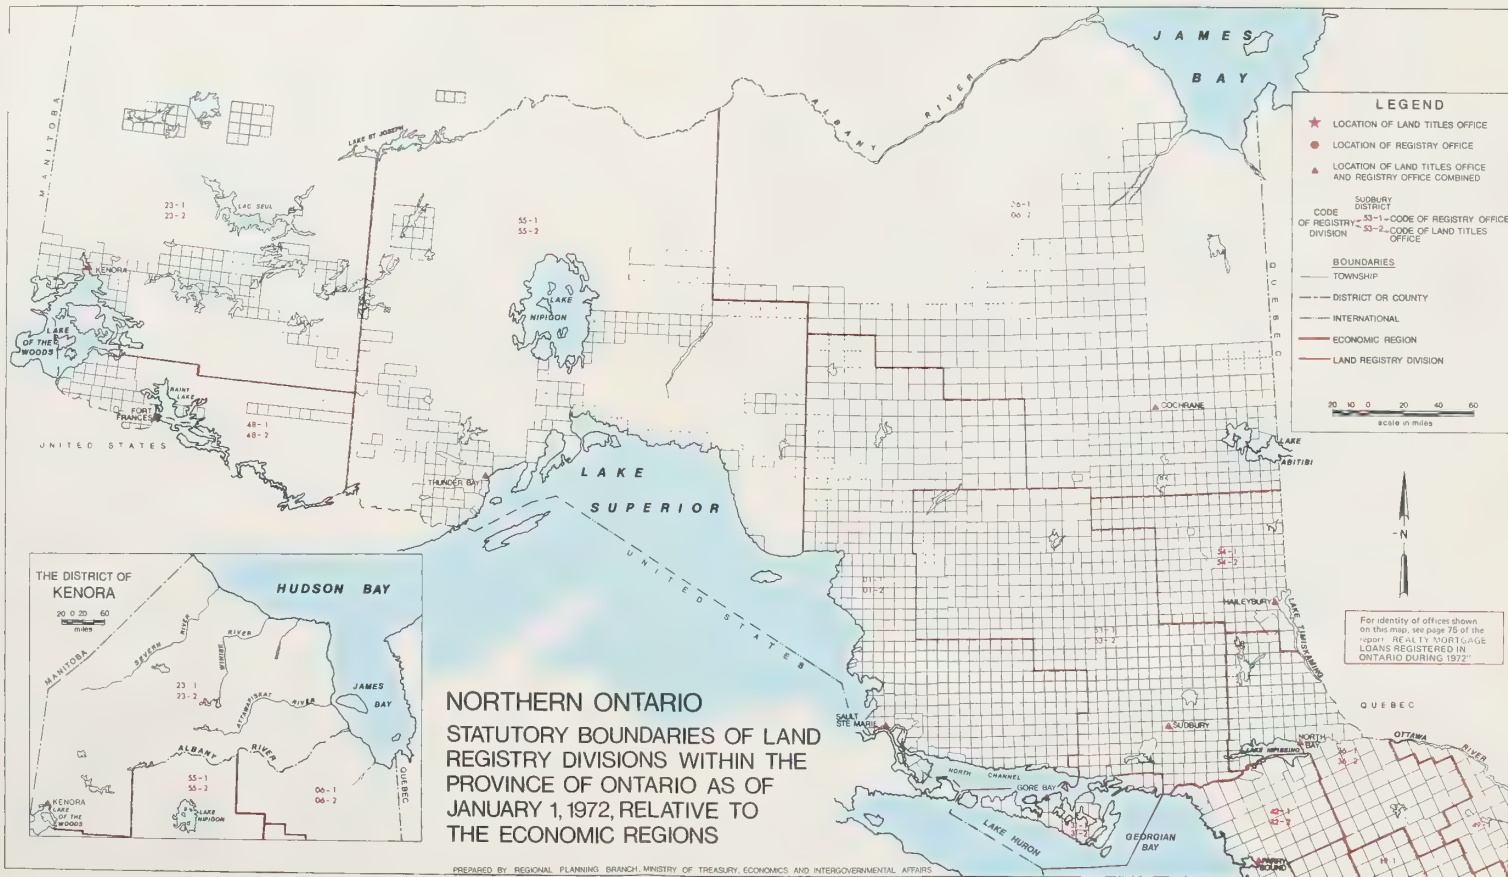 JAMES
BAY
MANITOBA
ALBANY RIVER
LAKE ST JOSEPH
LAC SEUL
23-1
23-2
55-1
55-2
06-2
KENORA
LAKE
OF THE
WOODS
LAKE
NIPIGON
QUEBEC
RAINY
LAKE
FORT
FRANCES
48-1
48-2
UNITED STATES
THUNDER BAY
LAKE
SUPERIOR
UNITED STATES
COCHRANE
LAKE
ABITIBI
54-1
54-2
01-2
HAILEYBURY
LAKE TIMISKAMING
SAULT
STE MARIE
SUDBURY
NORTH
BAY
LAKE NIPISSING
OTTAWA RIVER
QUEBEC
NORTH CHANNEL
GORE BAY
LAKE HURON
GEORGIAN
BAY
PARRY
SOUND
LEGEND
LOCATION OF LAND TITLES OFFICE
LOCATION OF REGISTRY OFFICE
LOCATION OF LAND TITLES OFFICE
AND REGISTRY OFFICE COMBINED
SUDBURY
DISTRICT
CODE
OF REGISTRY
DIVISION
53-1 CODE OF REGISTRY OFFICE
53-2 CODE OF LAND TITLES
OFFICE
BOUNDARIES
TOWNSHIP
DISTRICT OR COUNTY
INTERNATIONAL
ECONOMIC REGION
LAND REGISTRY DIVISION
20 10 0 20 40 60
scale in miles
-N
For identity of offices shown
on this map, see page 75 of the
report REALTY MORTGAGE
LOANS REGISTERED IN
ONTARIO DURING 1972"
THE DISTRICT OF
KENORA
20 0 20 60
miles
HUDSON BAY
MANITOBA
SEVERN RIVER
WINISK RIVER
23 1
23-2
ATTAWAPISKAT RIVER
JAMES
BAY
ALBANY RIVER
55-1
55-2
06-1
06-2
QUEBEC
KENORA
LAKE
OF THE
WOODS
LAKE
NIPIGON
NORTHERN ONTARIO
STATUTORY BOUNDARIES OF LAND
REGISTRY DIVISIONS WITHIN THE
PROVINCE OF ONTARIO AS OF
JANUARY 1, 1972, RELATIVE TO
THE ECONOMIC REGIONS
PREPARED BY REGIONAL PLANNING BRANCH, MINISTRY OF TREASURY, ECONOMICS AND INTERGOVERNMENTAL AFFAIRS